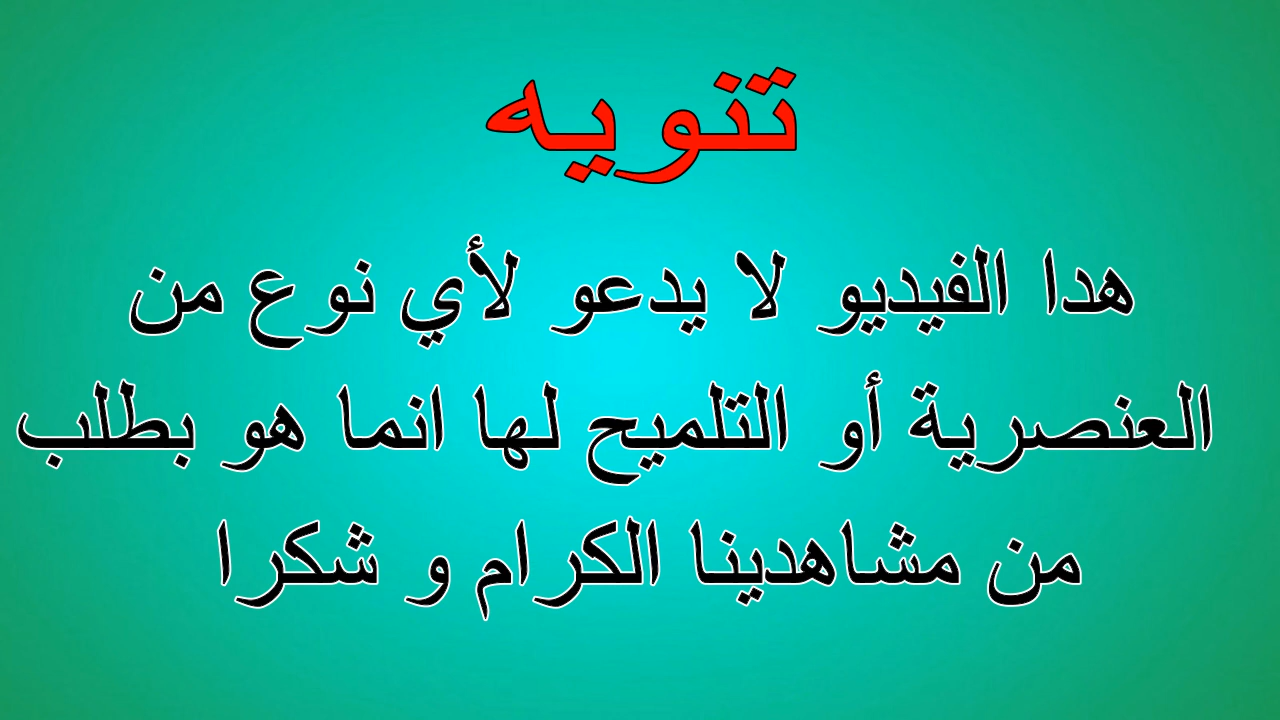 تنويه
هدا الفيديو لا يدعو لأي نوع من
العنصرية أو التلميح لها انما هو بطلب
من مشاهدينا الكرام و شكرا